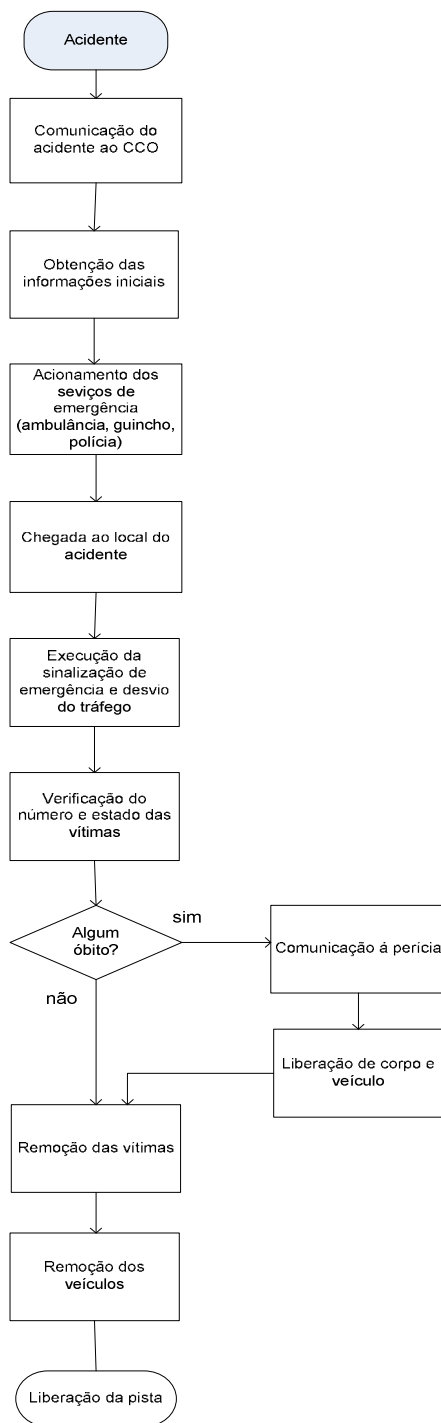 Acidente
Comunicação do
acidente ao CCO
Obtenção das
informações iniciais
Acionamento dos
seviços de
emergência
(ambulância, guincho,
polícia)
Chegada ao local do
acidente
Execução da
sinalização de
emergência e desvio
do tráfego
Verificação do
número e estado das
vítimas
Algum
óbito?
sim
não
Comunicação á perícia
Liberação de corpo e
veículo
Remoção das vítimas
Remoção dos
veículos
Liberação da pista